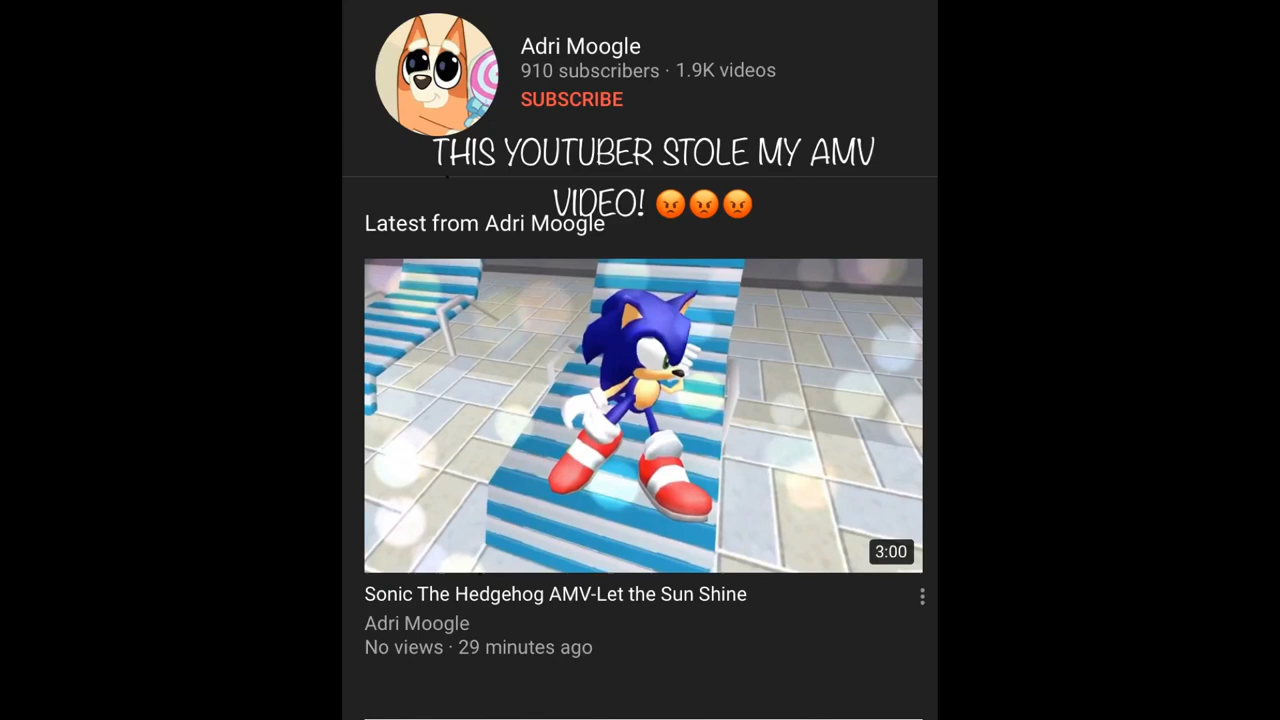 Adri Moogle
910 subscribers · 1.9K videos
SUBSCRIBE
THIS YOUTUBER STOLE MY AMV
VIDEO! 😡😡😡
Latest from Adri Moogle
3:00
Sonic The Hedgehog AMV-Let the Sun Shine
Adri Moogle
No views · 29 minutes ago